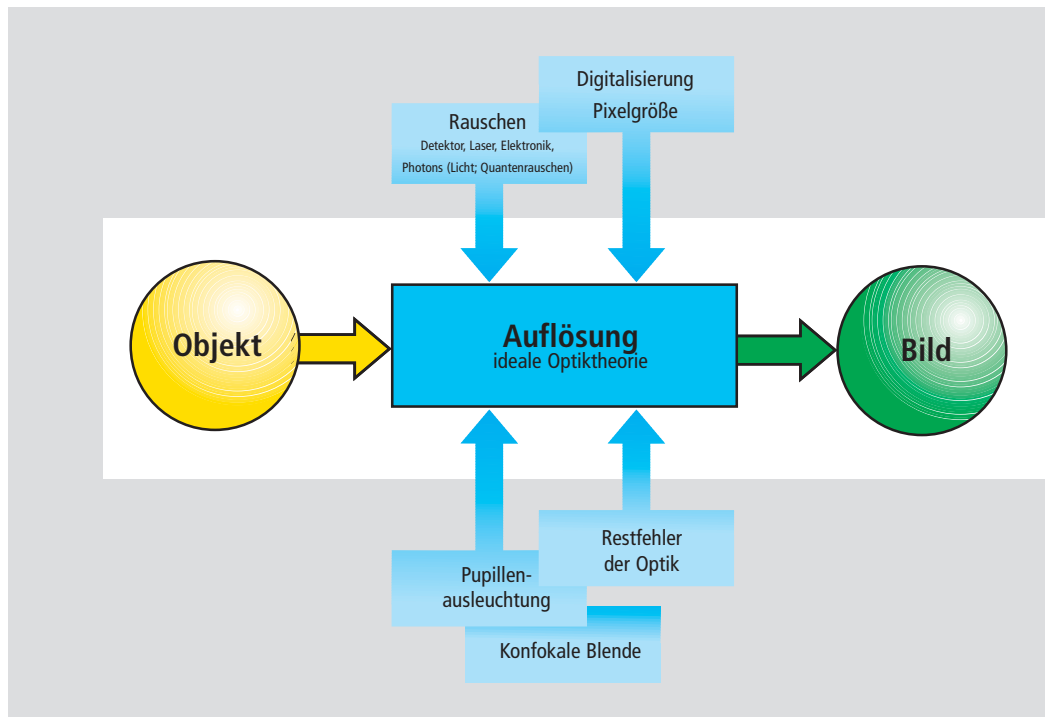 Digitalisierung
Pixelgröße
Rauschen
Detektor, Laser, Elektronik,
Photons (Licht; Quantenrauschen)
Objekt
Auflösung
ideale Optiktheorie
Bild
Restfehler
der Optik
Pupillen-
ausleuchtung
Konfokale Blende